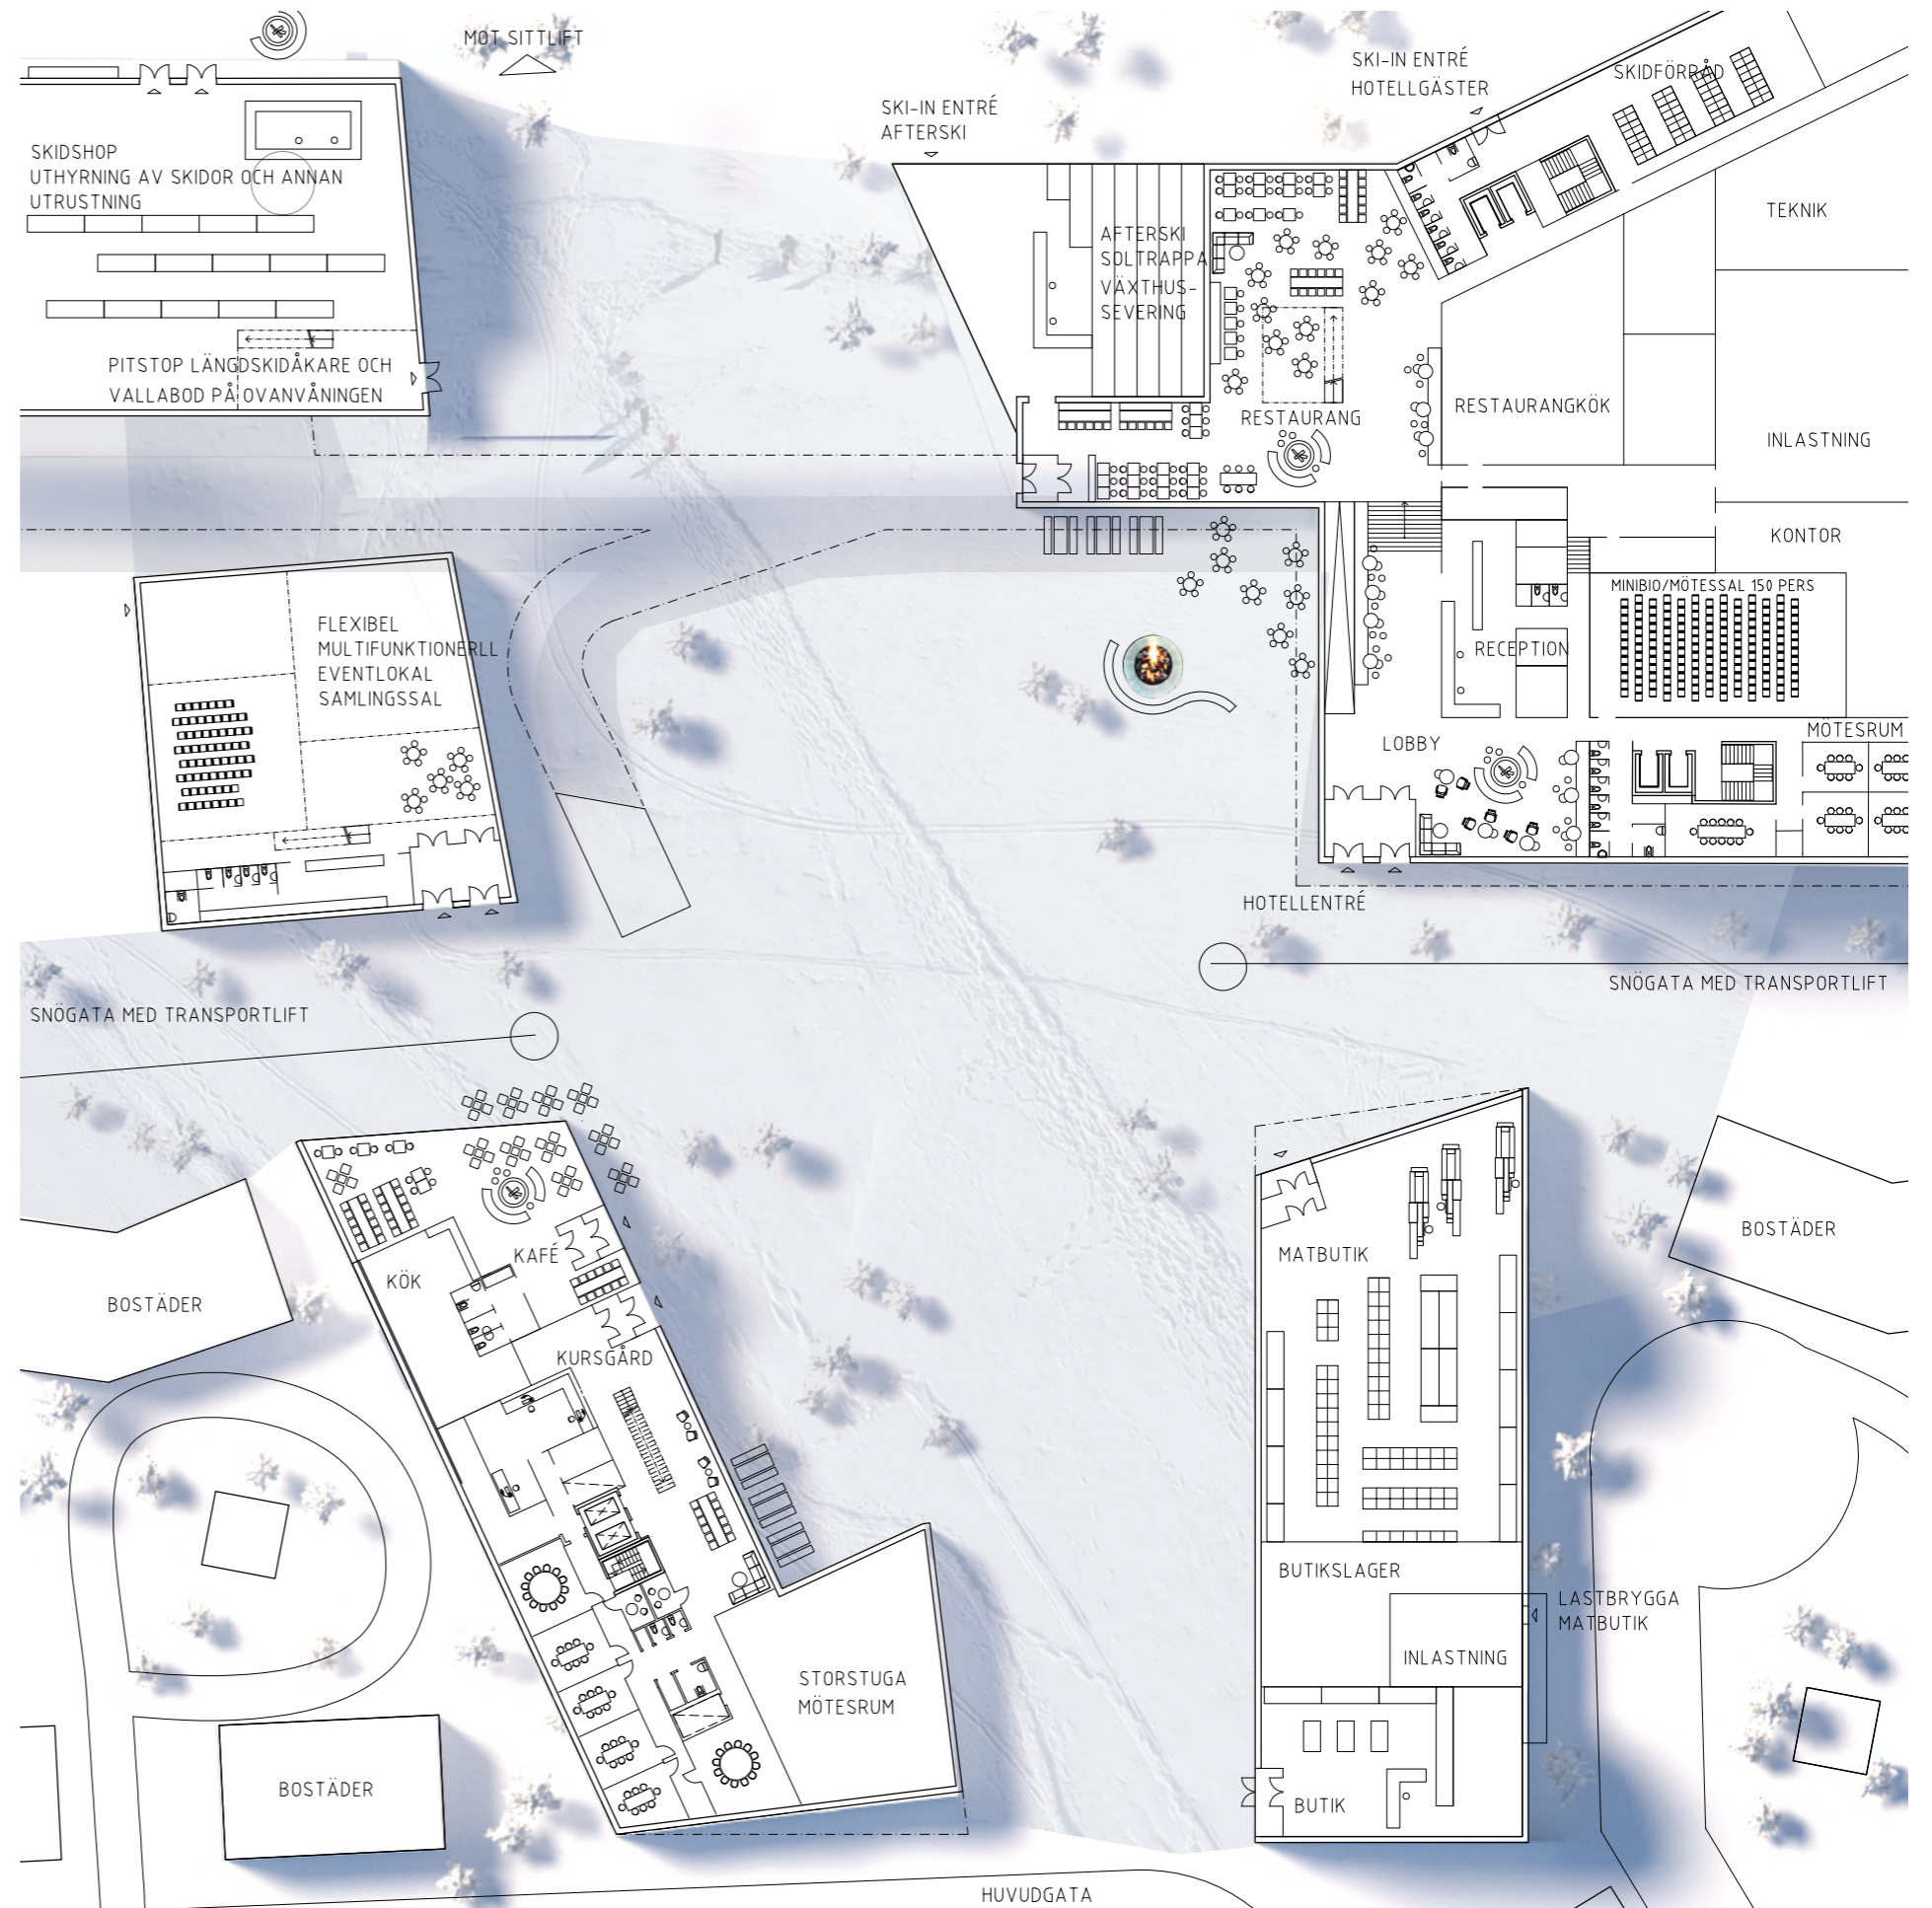 MOT SITTLIFT
SKI-IN ENTRÉ
HOTELLGÄSTER
SKIDFÖRRÅD
SKI-IN ENTRÉ
AFTERSKI
SKIDSHOP
UTHYRNING AV SKIDOR OCH ANNAN
UTRUSTNING
TEKNIK
AFTERSKI
SOLTRAPPA
VÄXTHUS-
SEVERING
PITSTOP LÄNGDSKIDÅKARE OCH
VALLABOD PÅ OVANVÅNINGEN
RESTAURANG
RESTAURANGKÖK
INLASTNING
KONTOR
MINIBIO/MÖTESSAL 150 PERS
FLEXIBEL
MULTIFUNKTIONERLL
EVENTLOKAL
SAMLINGSSAL
RECEPTION
LOBBY
MÖTESRUM
HOTELLENTRÉ
SNÖGATA MED TRANSPORTLIFT
SNÖGATA MED TRANSPORTLIFT
BOSTÄDER
MATBUTIK
KAFÉ
KÖK
BOSTÄDER
KURSGÅRD
BUTIKSLAGER
LASTBRYGGA
MATBUTIK
INLASTNING
STORSTUGA
MÖTESRUM
BOSTÄDER
BUTIK
HUVUDGATA